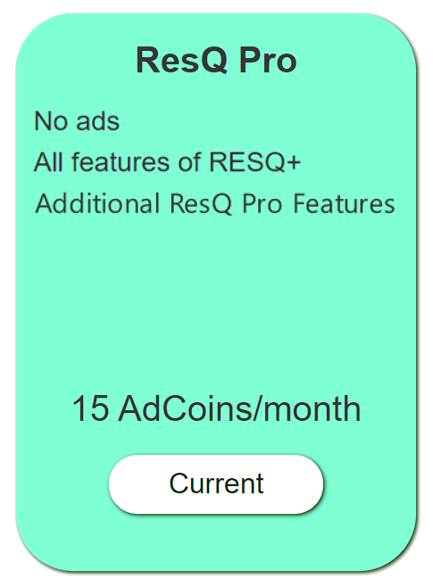 ResQ Pro
No ads
All features of RESQ+
Additional ResQ Pro Features
15 AdCoins/month
Current